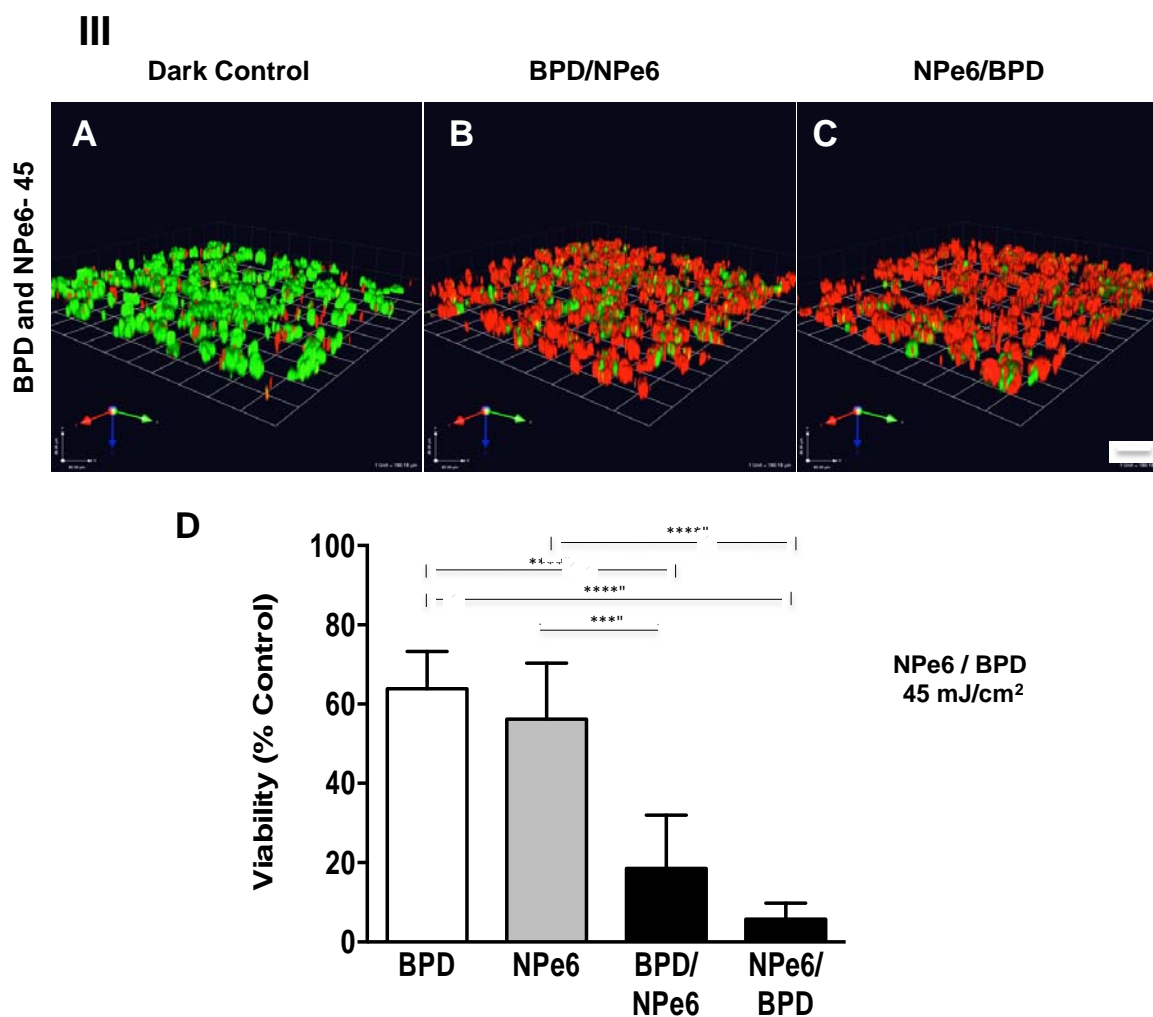 III
Dark Control
BPD/NPe6
NPe6/BPD
BPD and NPe6- 45
A
B
C
D
Viability (% Control)
100
80
60
40
20
0
****"
****"
***"
BPD
NPe6
BPD/
NPe6
NPe6/
BPD
NPe6 / BPD
45 mJ/cm²